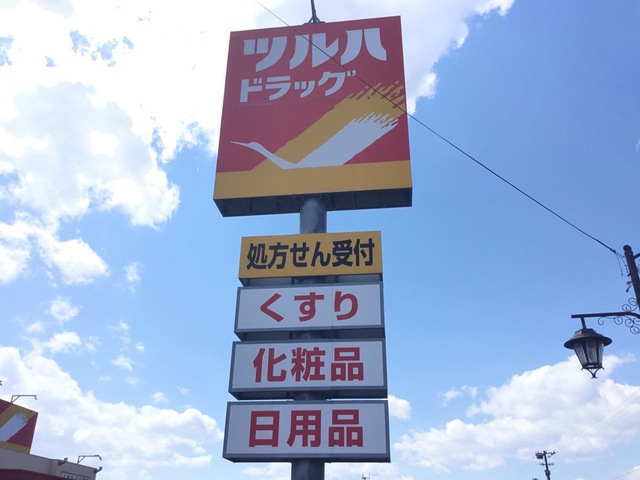 ツルハ
ドラッグ
処方せん受付
くすり
化粧品
日用品